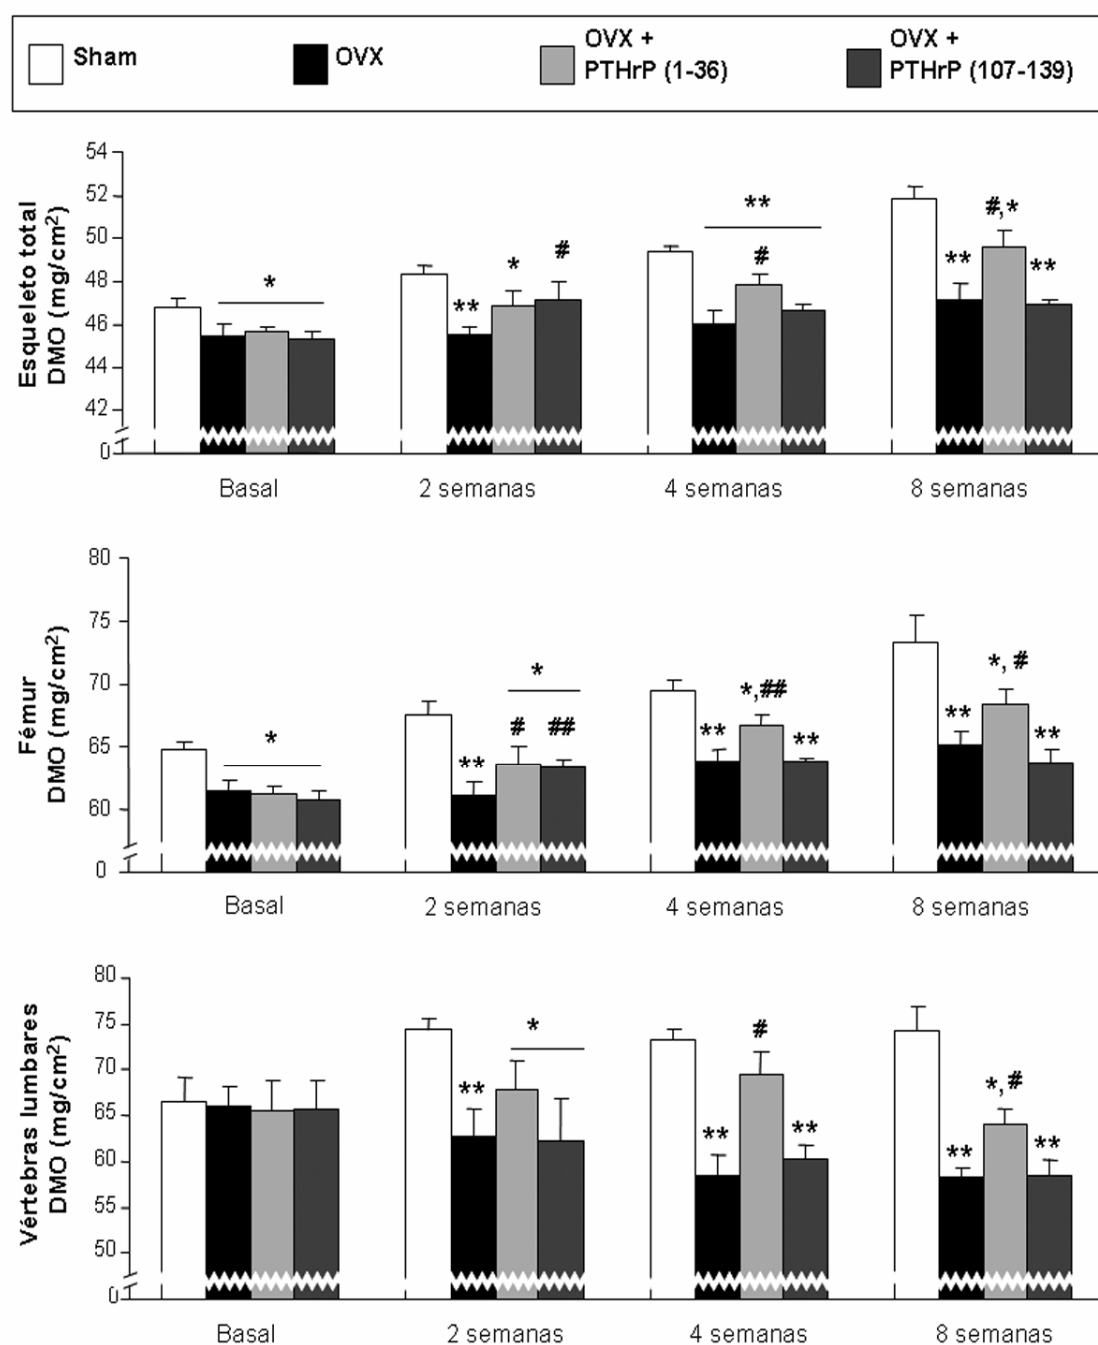 Sham
OVX
OVX +
PTHrP (1-36)
OVX +
PTHrP (107-139)
Esqueleto total
DMO (mg/cm²)
54
52
50
48
46
44
42
0
*
**
*
#
**
#
**
#,*
**
Basal
2 semanas
4 semanas
8 semanas
Fémur
DMO (mg/cm²)
80
75
70
65
60
0
*
**
*
#
##
**
*,##
**
**
*, #
**
Basal
2 semanas
4 semanas
8 semanas
Vértebras lumbares
DMO (mg/cm²)
80
75
70
65
60
55
50
0
**
*
**
#
**
**
*, #
**
Basal
2 semanas
4 semanas
8 semanas